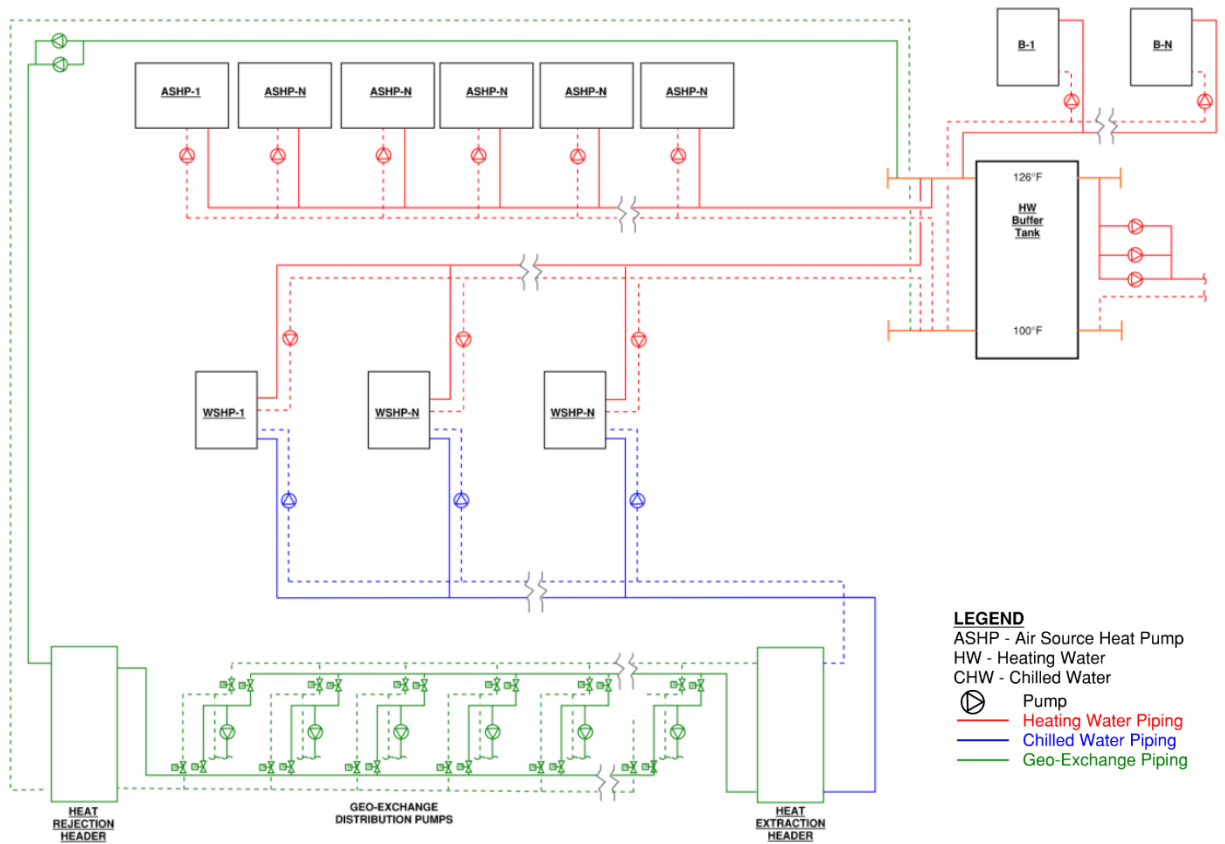 B-1
B-N
ASHP-1
ASHP-N
ASHP-N
ASHP-N
ASHP-N
ASHP-N
126°F
HW
Buffer
Tank
100°F
WSHP-1
WSHP-N
WSHP-N
LEGEND
ASHP - Air Source Heat Pump
HW - Heating Water
CHW - Chilled Water
Pump
Heating Water Piping
Chilled Water Piping
Geo-Exchange Piping
HEAT
REJECTION
HEADER
GEO-EXCHANGE
DISTRIBUTION PUMPS
HEAT
EXTRACTION
HEADER